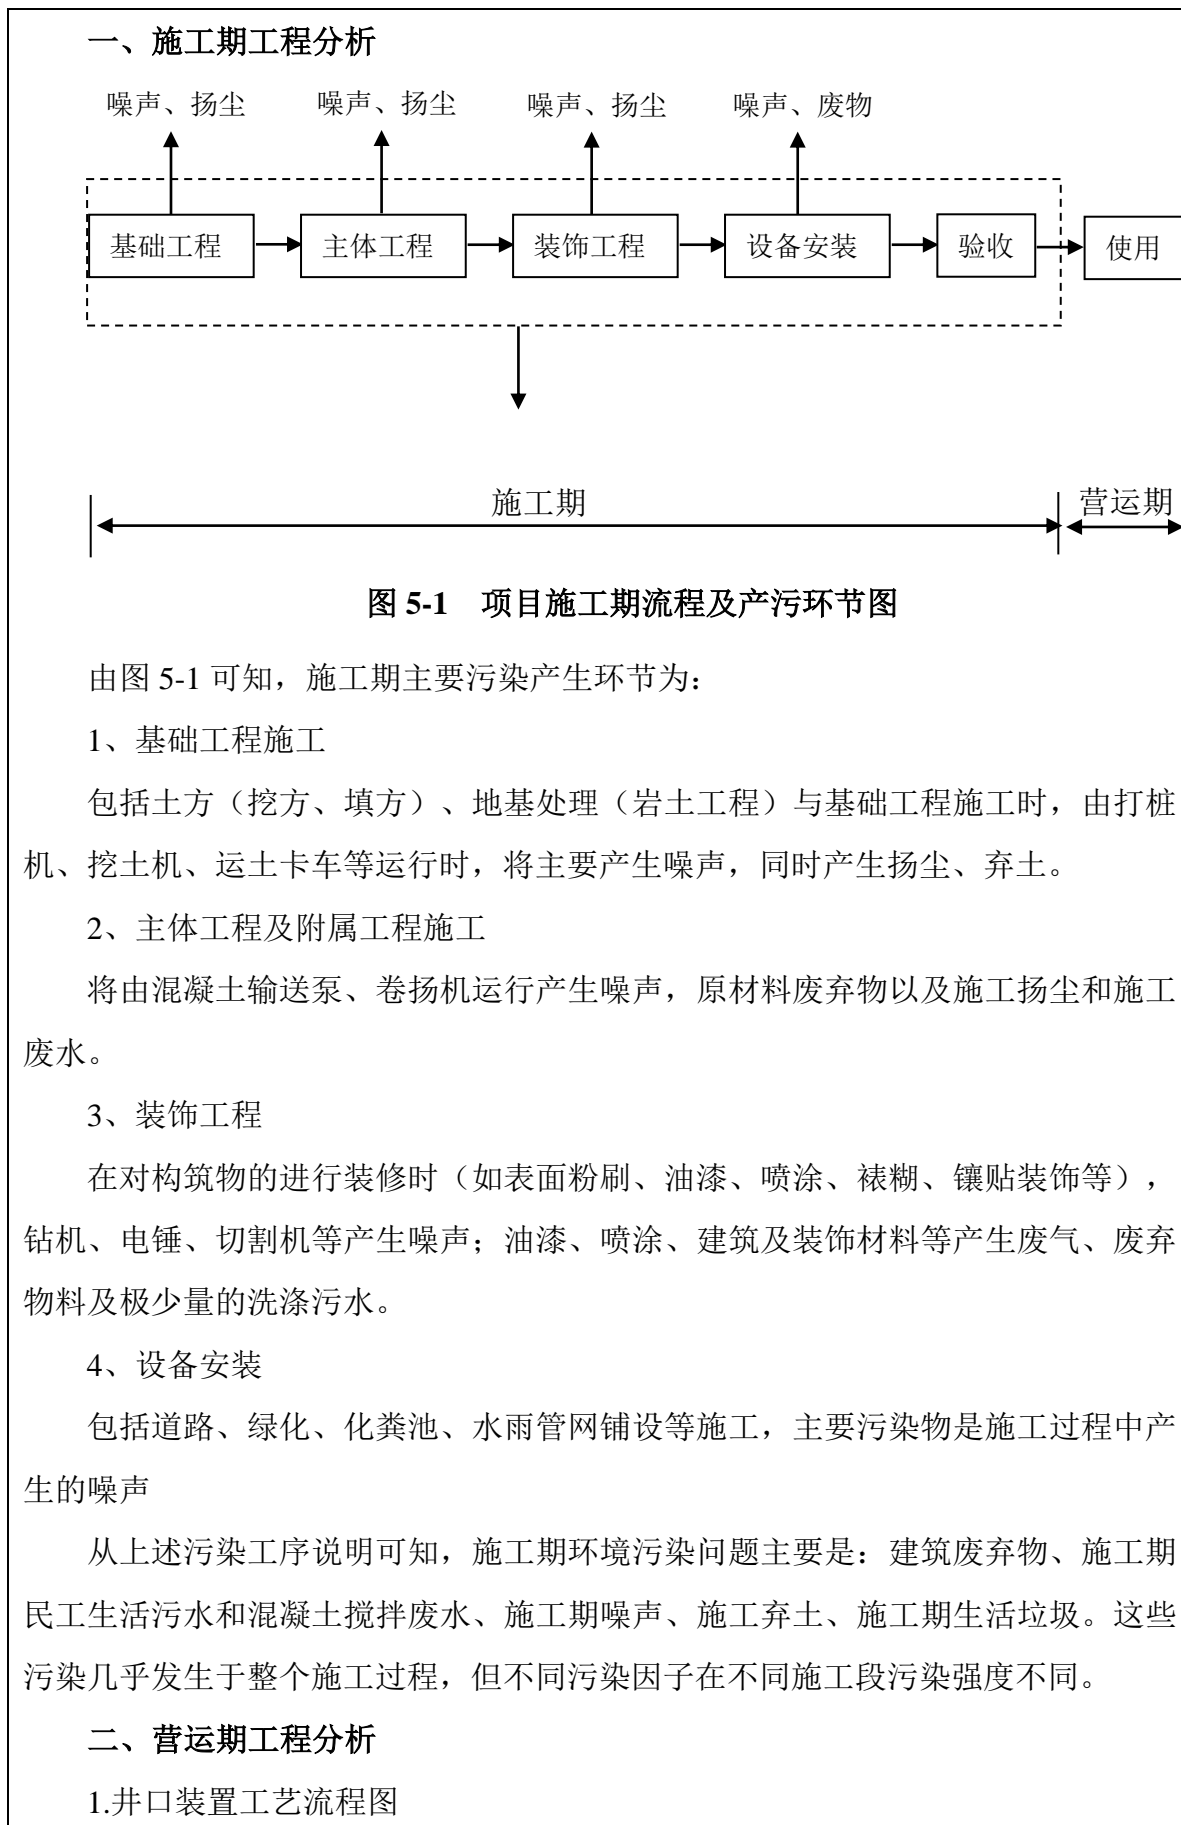 一、施工期工程分析
噪声、扬尘 噪声、扬尘 噪声、扬尘 噪声、废物
基础工程 主体工程 装饰工程 设备安装 验收 使用
施工期 营运期
图 5-1 项目施工期流程及产污环节图
由图 5-1 可知，施工期主要污染产生环节为：
1、基础工程施工
包括土方（挖方、填方）、地基处理（岩土工程）与基础工程施工时，由打桩
机、挖土机、运土卡车等运行时，将主要产生噪声，同时产生扬尘、弃土。
2、主体工程及附属工程施工
将由混凝土输送泵、卷扬机运行产生噪声，原材料废弃物以及施工扬尘和施工
废水。
3、装饰工程
在对构筑物的进行装修时（如表面粉刷、油漆、喷涂、裱糊、镶贴装饰等），
钻机、电锤、切割机等产生噪声；油漆、喷涂、建筑及装饰材料等产生废气、废弃
物料及极少量的洗涤污水。
4、设备安装
包括道路、绿化、化粪池、水雨管网铺设等施工，主要污染物是施工过程中产
生的噪声
从上述污染工序说明可知，施工期环境污染问题主要是：建筑废弃物、施工期
民工生活污水和混凝土搅拌废水、施工期噪声、施工弃土、施工期生活垃圾。这些
污染几乎发生于整个施工过程，但不同污染因子在不同施工段污染强度不同。
二、营运期工程分析
1.井口装置工艺流程图